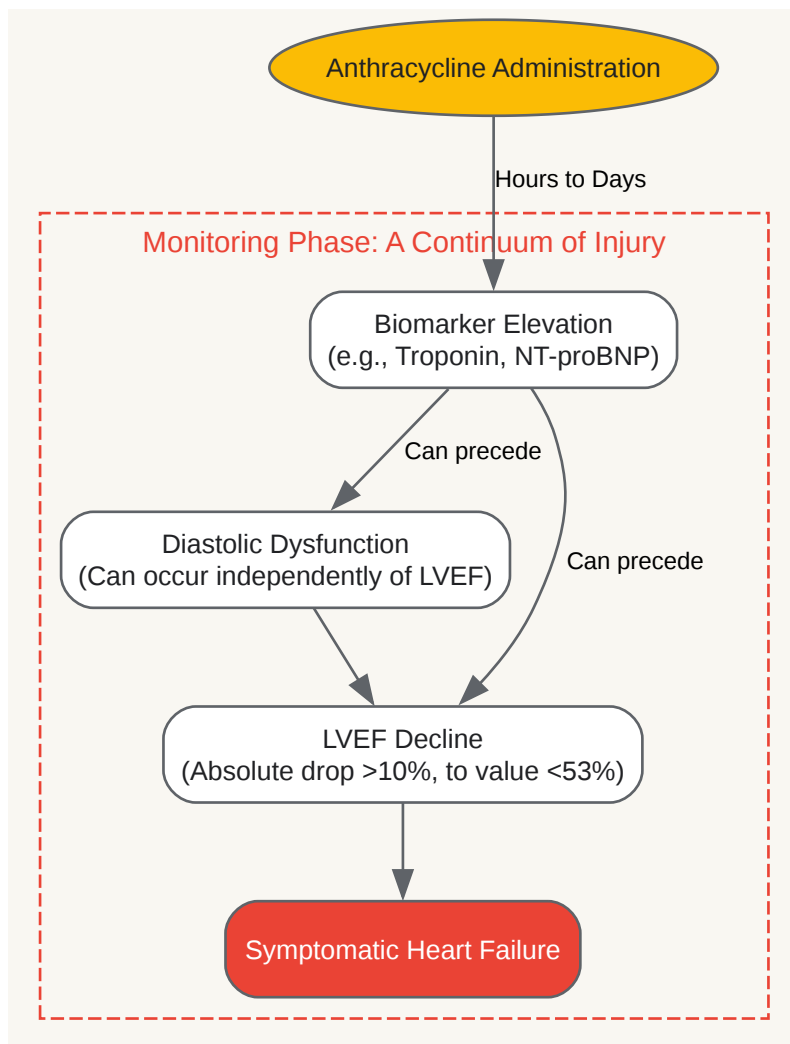 Anthracycline Administration
Hours to Days
Monitoring Phase: A Continuum of Injury
Biomarker Elevation
(e.g., Troponin, NT-proBNP)
Can precede
Diastolic Dysfunction
(Can occur independently of LVEF)
Can precede
LVEF Decline
(Absolute drop >10%, to value <53%)
Symptomatic Heart Failure